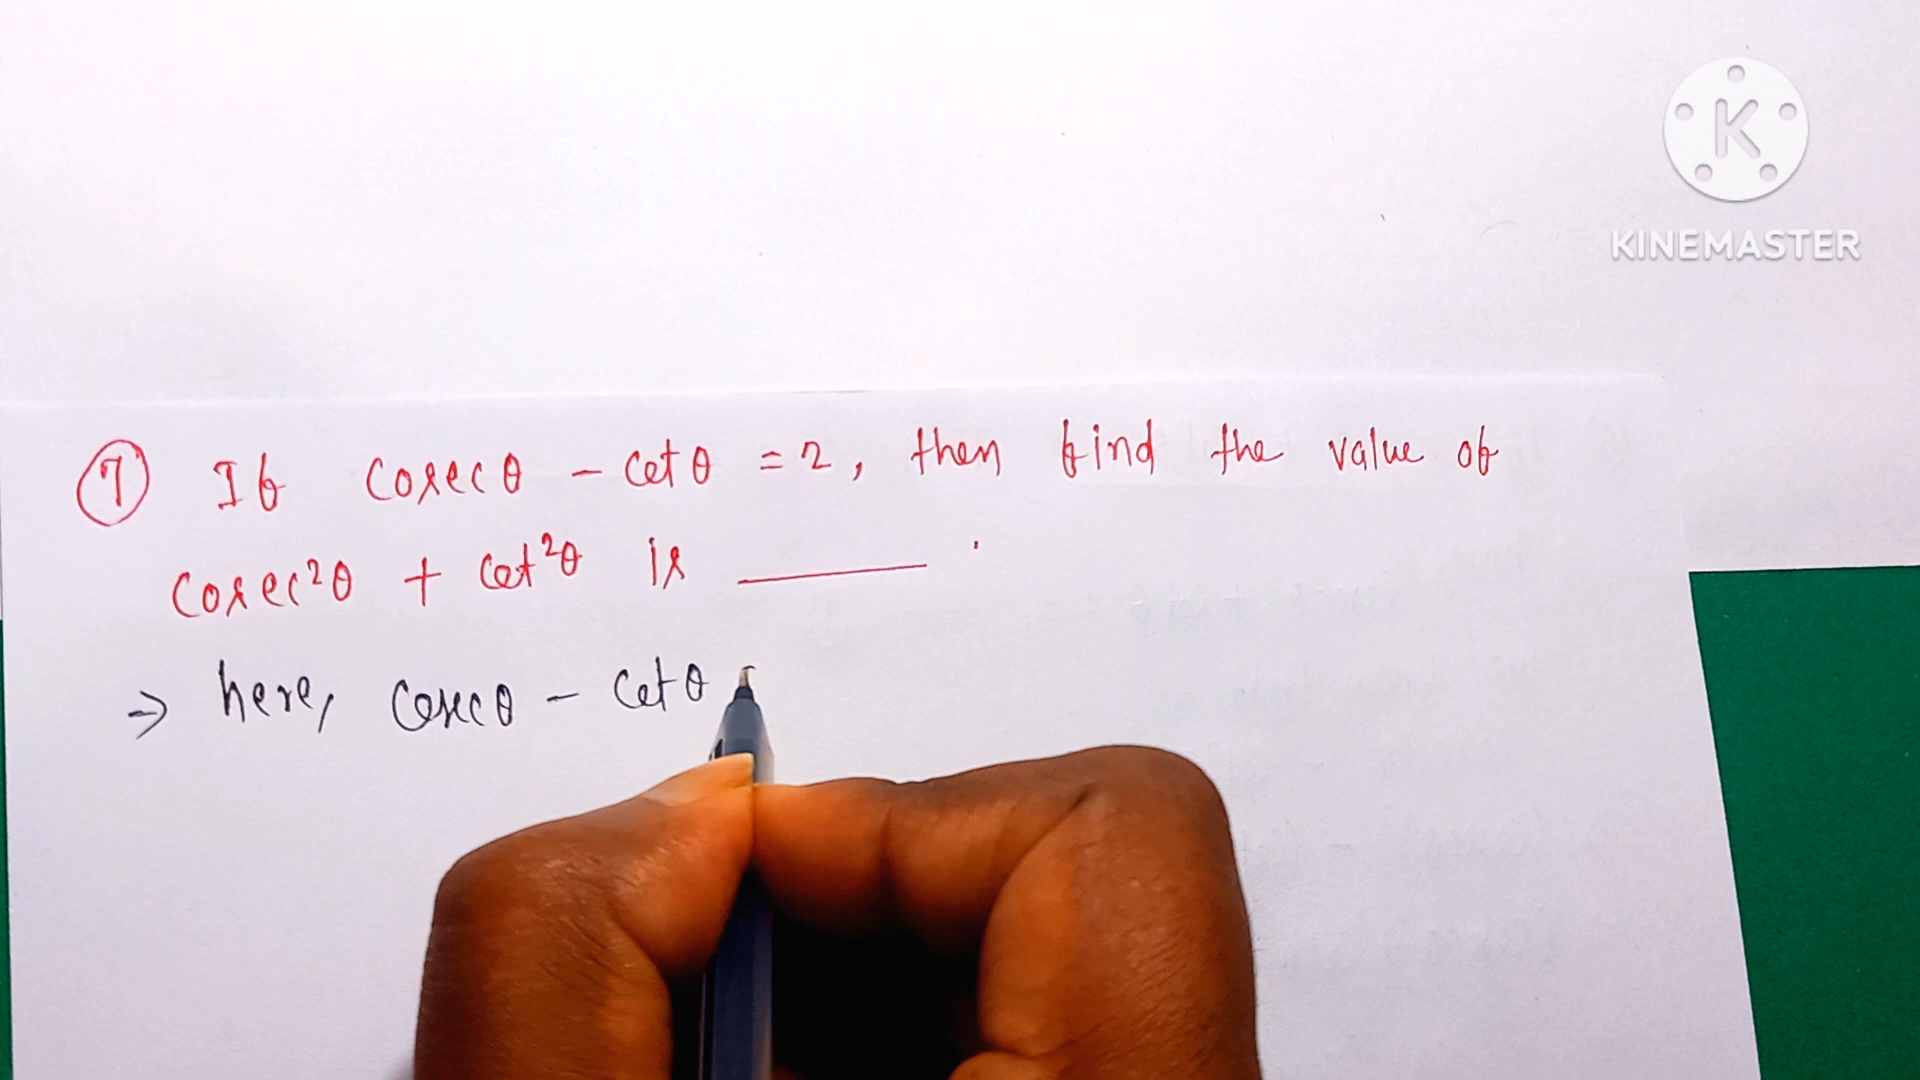 KINEMASTER
7 If cosecθ - cotθ = 2, then find the value of
cosec²θ + cot²θ is ______ .
→ here, cosecθ - cotθ